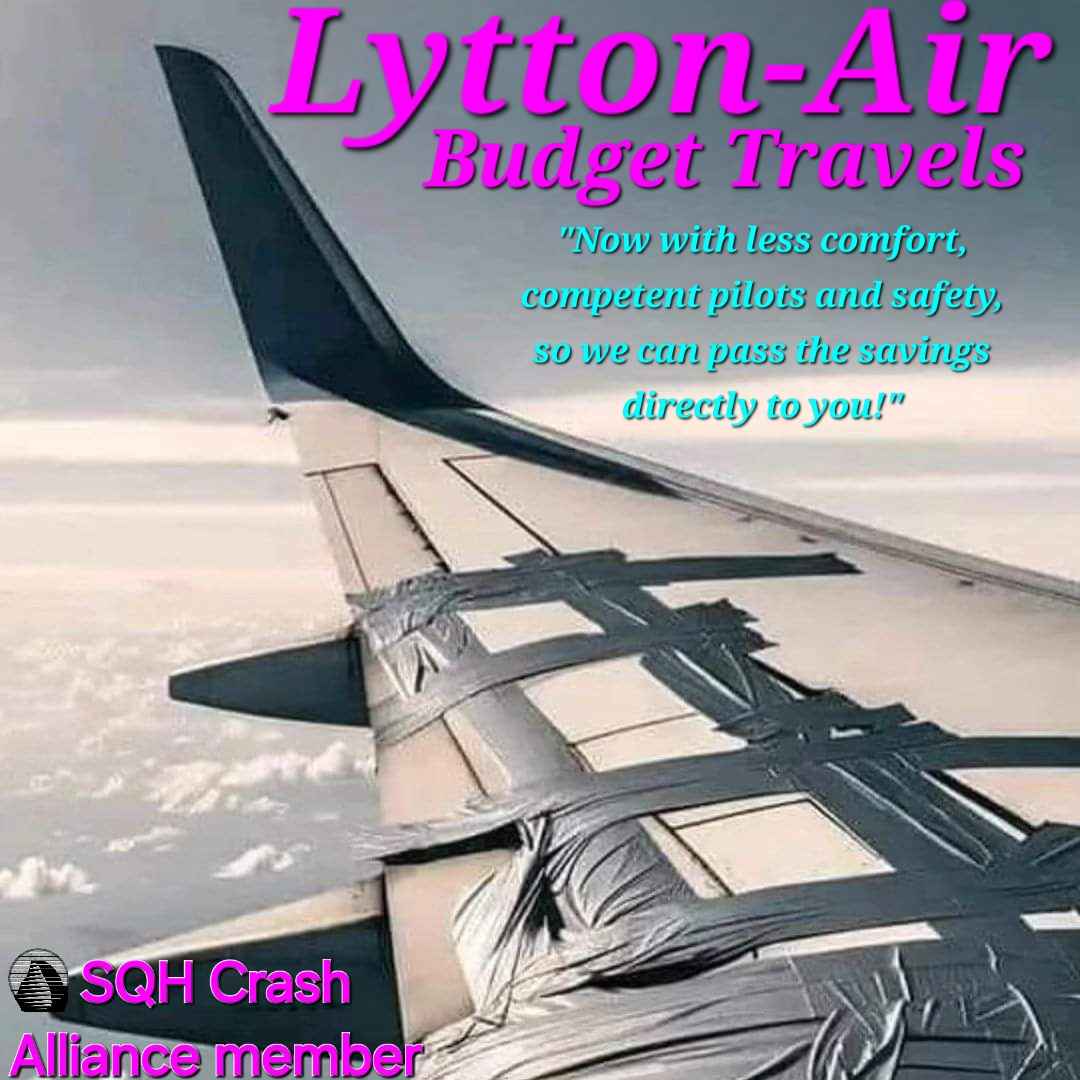 Lytton-Air
Budget Travels
"Now with less comfort,
competent pilots and safety,
so we can pass the savings
directly to you!"
SQH Crash
Alliance member